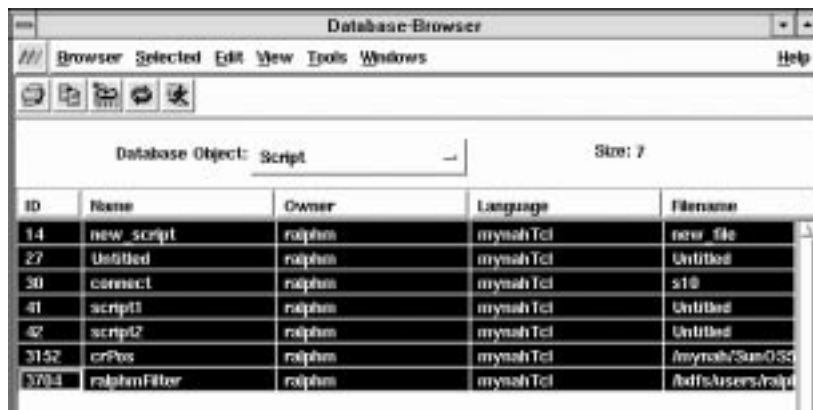 Database-Browser
Browser Selected Edit View Tools Windows Help
Database Object: Script Size: 7
ID Name Owner Language Filename
14 new_script ralphm mynahTcl new_file
27 Untitled ralphm mynahTcl Untitled
30 connect ralphm mynahTcl s10
41 script1 ralphm mynahTcl Untitled
42 script2 ralphm mynahTcl Untitled
3152 crPos ralphm mynahTcl /mynah/SunOS5
3704 ralphmFilter ralphm mynahTcl /bdfs/users/ralph